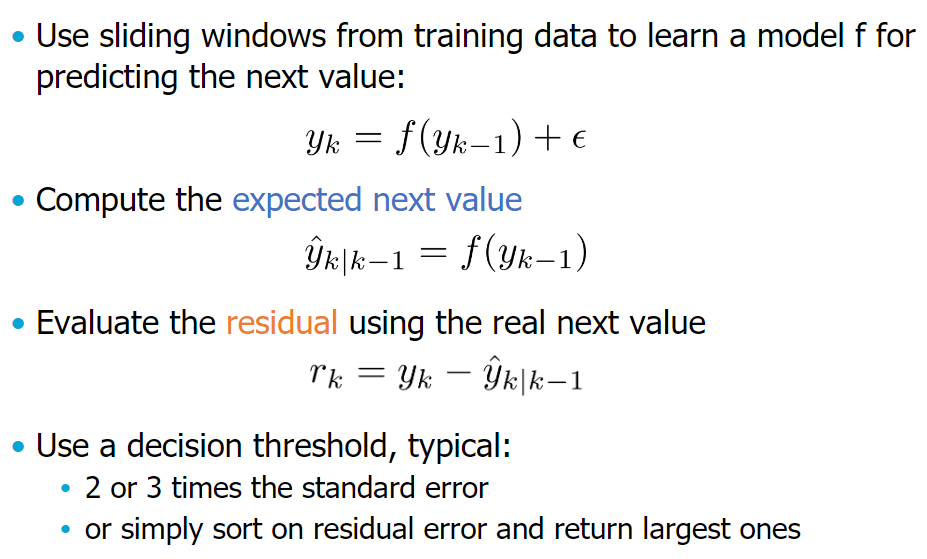 • Use sliding windows from training data to learn a model f for
predicting the next value:
y_k = f(y_{k−1}) + ϵ
• Compute the expected next value
ŷ_{k|k−1} = f(y_{k−1})
• Evaluate the residual using the real next value
r_k = y_k − ŷ_{k|k−1}
• Use a decision threshold, typical:
• 2 or 3 times the standard error
• or simply sort on residual error and return largest ones